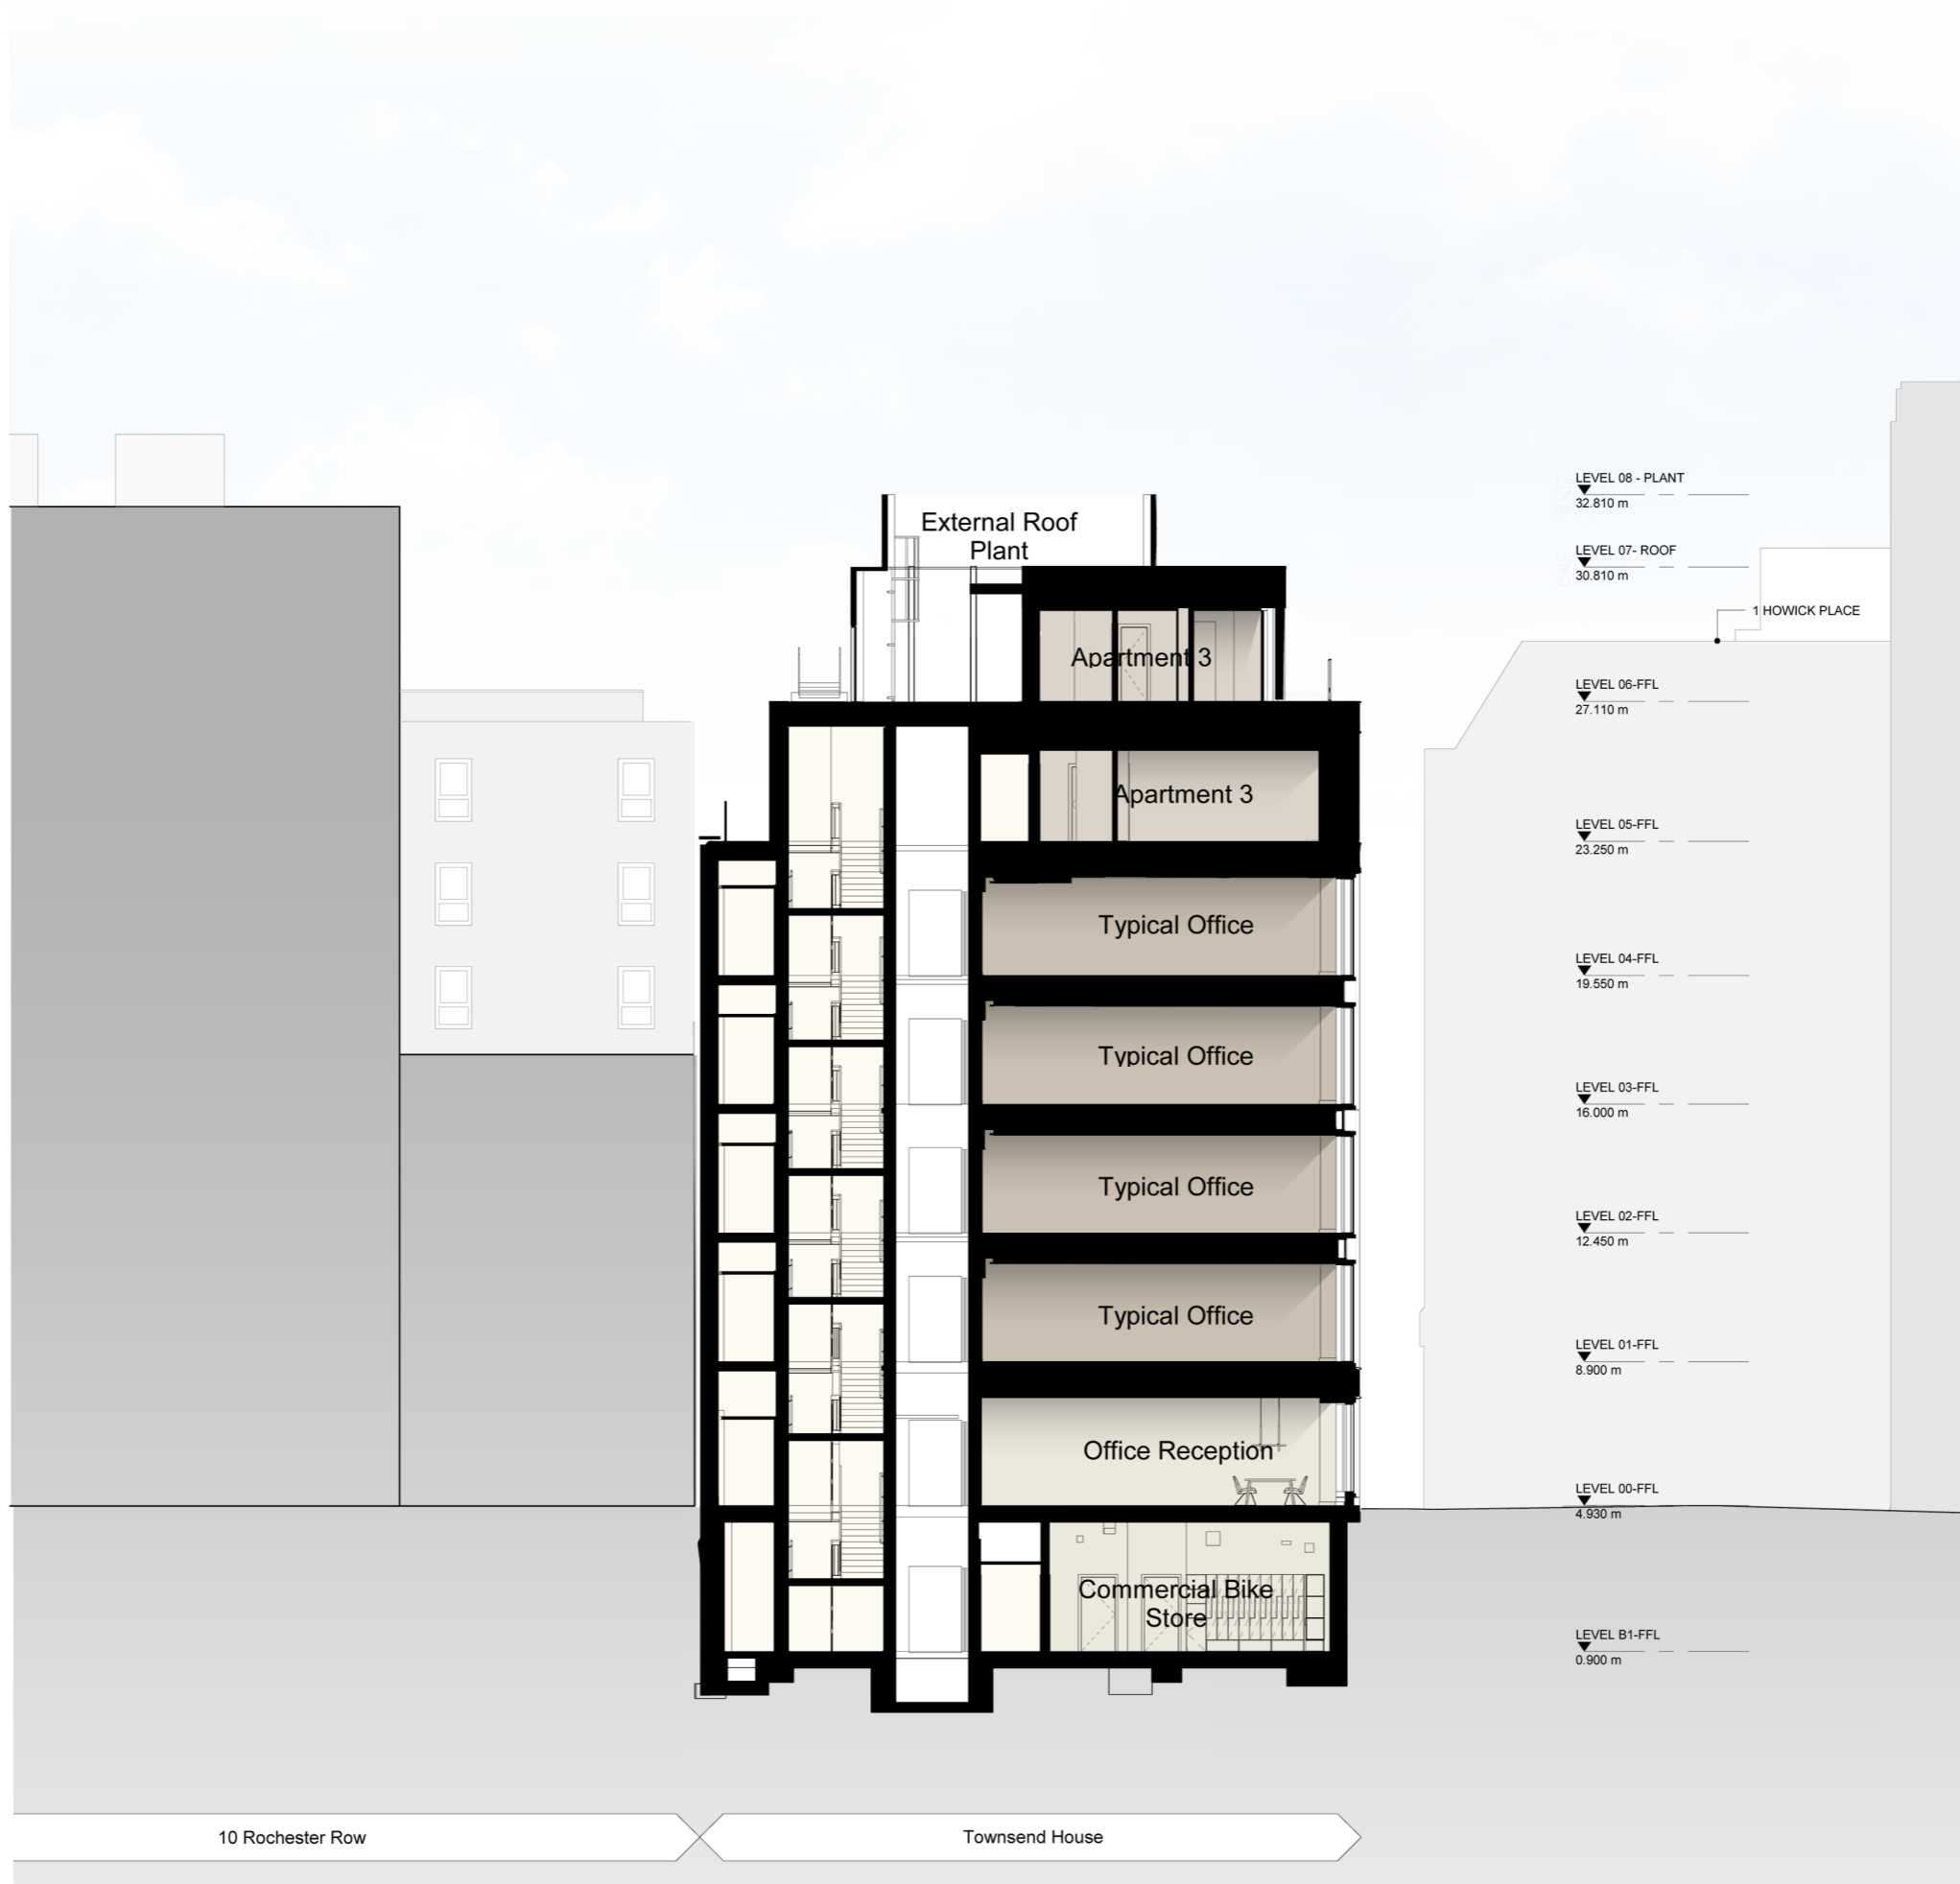 LEVEL 08 - PLANT
32.810 m
External Roof
Plant
LEVEL 07- ROOF
30.810 m
1 HOWICK PLACE
Apartment 3
LEVEL 06-FFL
27.110 m
Apartment 3
LEVEL 05-FFL
23.250 m
Typical Office
LEVEL 04-FFL
19.550 m
Typical Office
LEVEL 03-FFL
16.000 m
Typical Office
LEVEL 02-FFL
12.450 m
Typical Office
LEVEL 01-FFL
8.900 m
Office Reception
LEVEL 00-FFL
4.930 m
Commercial Bike
Store
LEVEL B1-FFL
0.900 m
10 Rochester Row
Townsend House